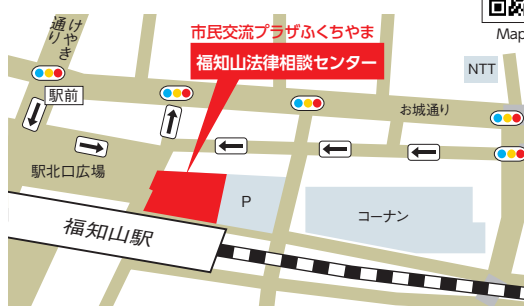 けやき
通り
市民交流プラザふくちやま
福知山法律相談センター
Map
NTT
駅前
お城通り
駅北口広場
P
コーナン
福知山駅